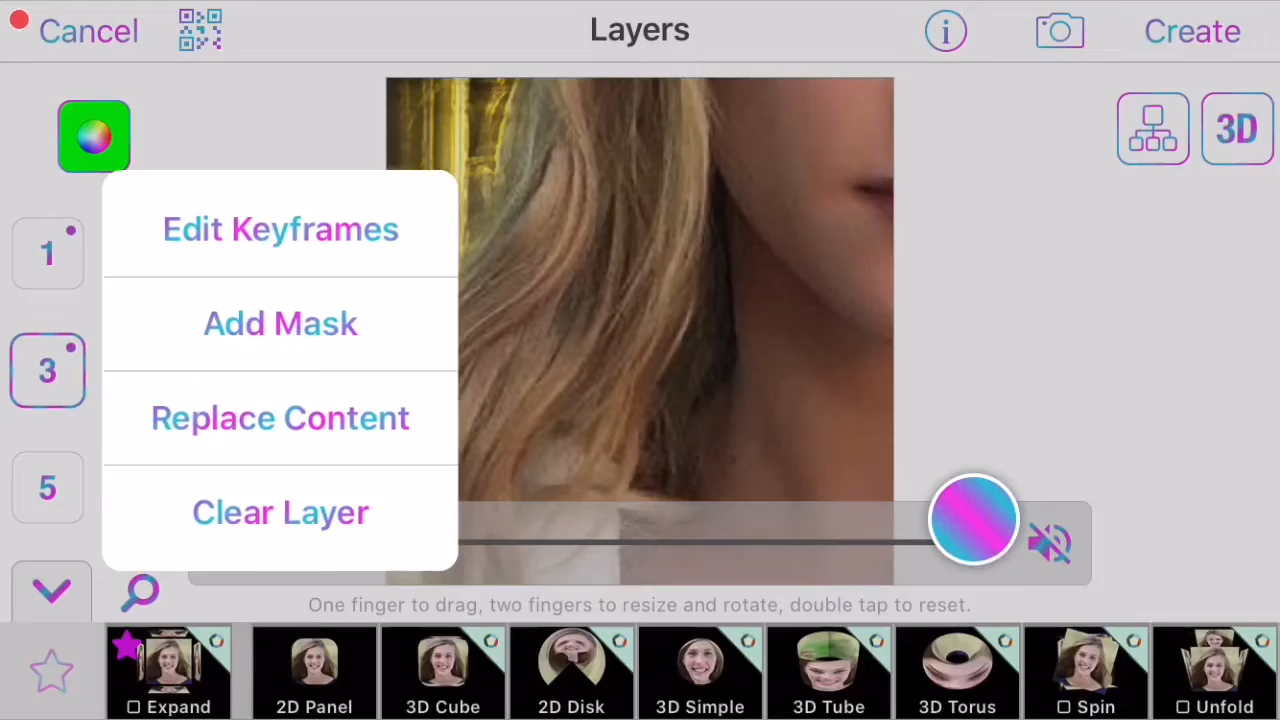 Cancel
Layers
i
Create
3D
Edit Keyframes
1
Add Mask
3
Replace Content
5
Clear Layer
One finger to drag, two fingers to resize and rotate, double tap to reset.
Expand
2D Panel
3D Cube
2D Disk
3D Simple
3D Tube
3D Torus
Spin
Unfold